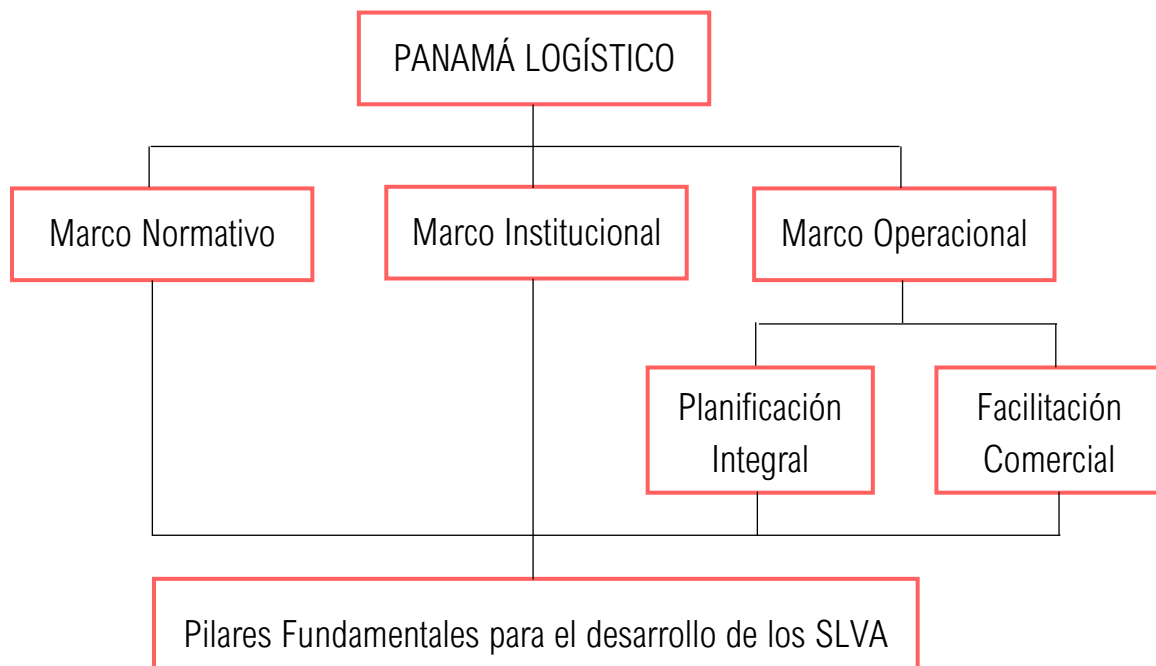 PANAMÁ LOGÍSTICO
Marco Normativo
Marco Institucional
Marco Operacional
Planificación
Integral
Facilitación
Comercial
Pilares Fundamentales para el desarrollo de los SLVA